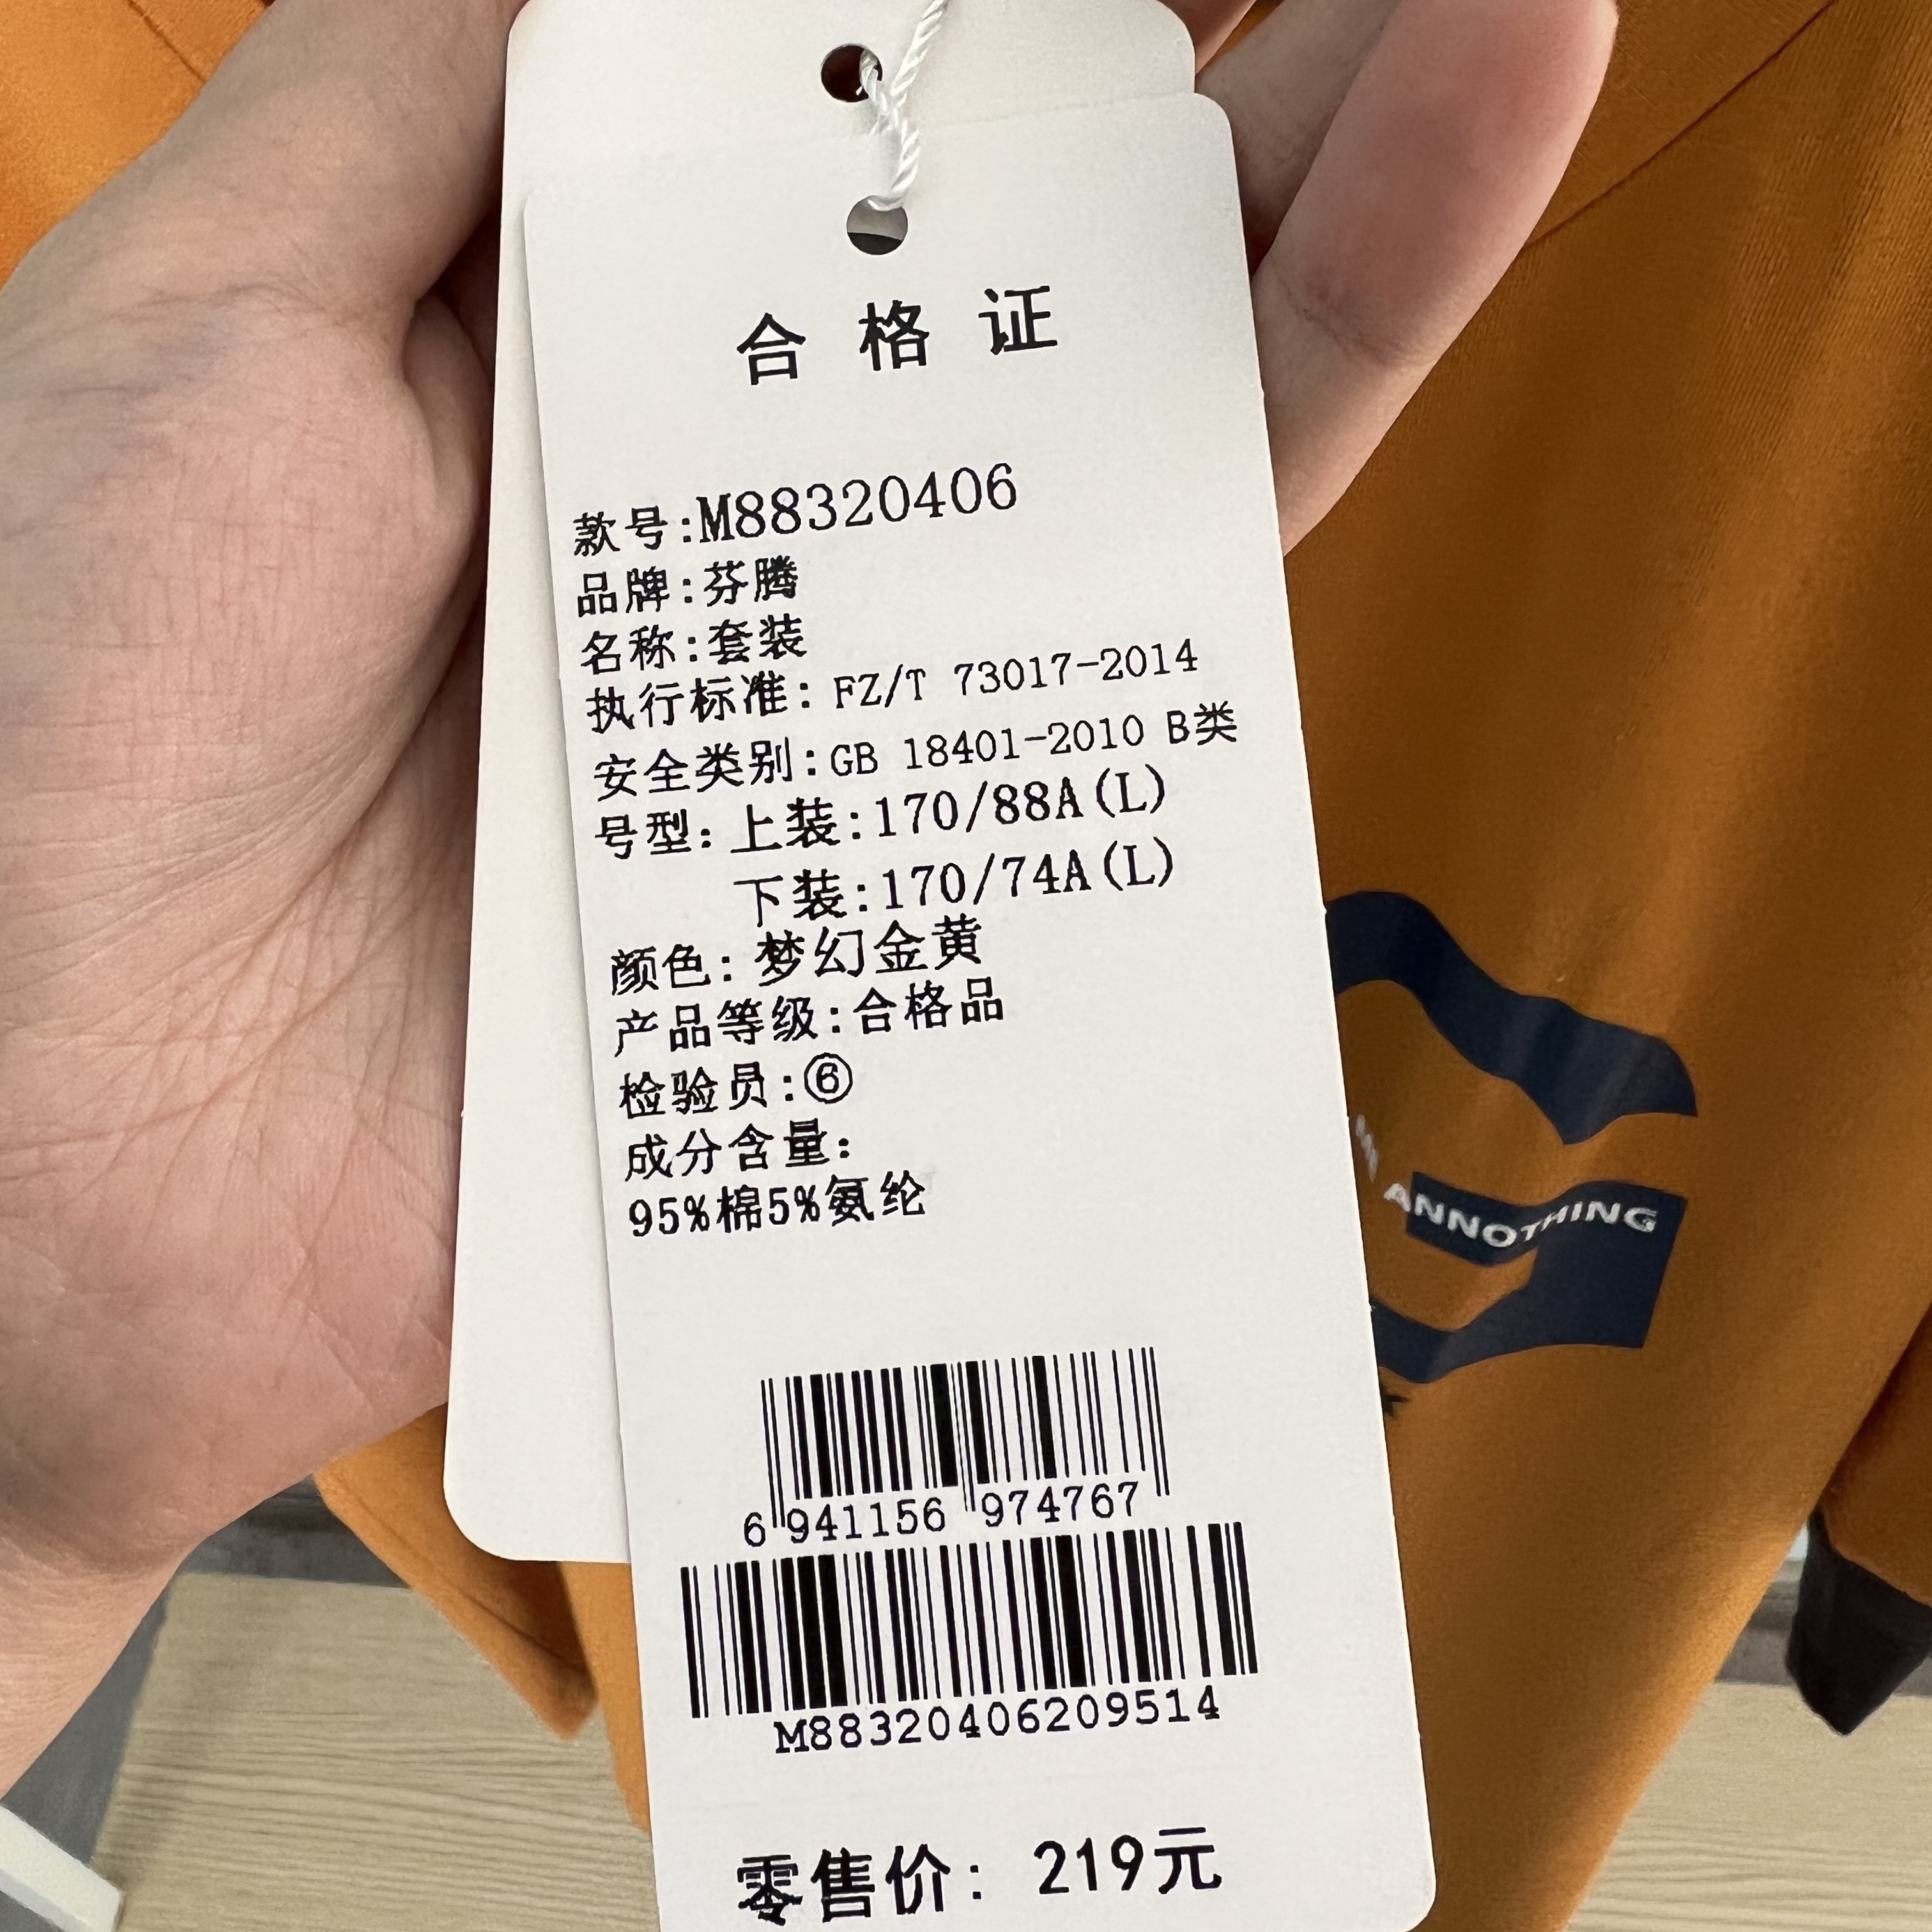 合格证
款号:M88320406
品牌:芬腾
名称:套装
执行标准: FZ/T 73017-2014
安全类别:GB 18401-2010 B类
号型: 上装:170/88A(L)
下装:170/74A(L)
颜色: 梦幻金黄
产品等级:合格品
检验员:⑥
成分含量:
95%棉5%氨纶
6 941156 974767
M88320406209514
零售价: 219元
ANNOTHING